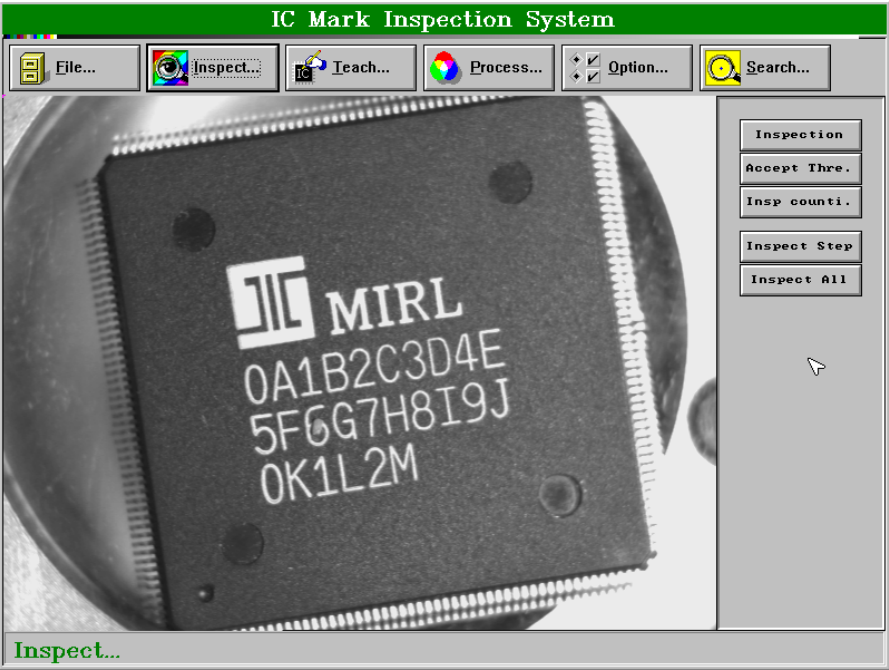 IC Mark Inspection System
File... Inspect... Teach... Process... Option... Search...
IC
Inspection
Accept Thre.
Insp counti.
Inspect Step
Inspect All
MIRL
0A1B2C3D4E
5F6G7H8I9J
0K1L2M
Inspect...